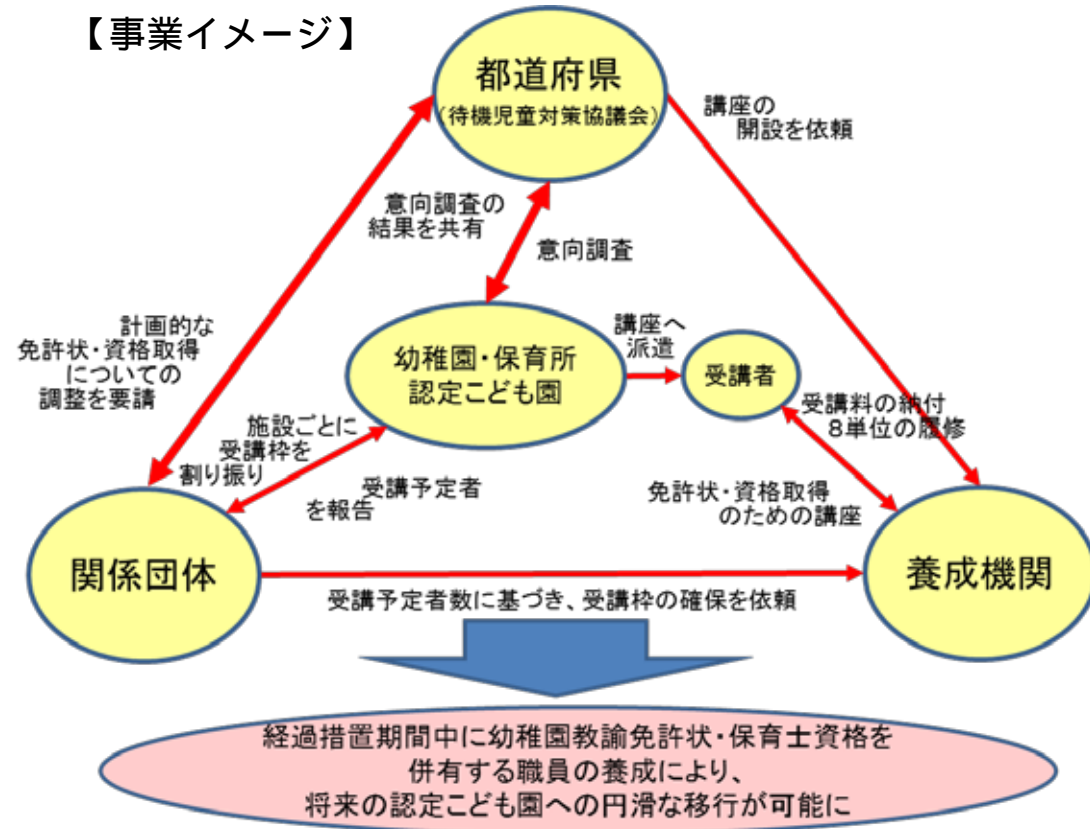 【事業イメージ】
都道府県
(待機児童対策協議会)
講座の
開設を依頼
意向調査の
結果を共有
意向調査
計画的な
免許状・資格取得
についての
調整を要請
幼稚園・保育所
認定こども園
講座へ
派遣
受講者
受講料の納付
8単位の履修
施設ごとに
受講枠を
割り振り
受講予定者
を報告
免許状・資格取得
のための講座
関係団体
養成機関
受講予定者数に基づき、受講枠の確保を依頼
経過措置期間中に幼稚園教諭免許状・保育士資格を
併有する職員の養成により、
将来の認定こども園への円滑な移行が可能に